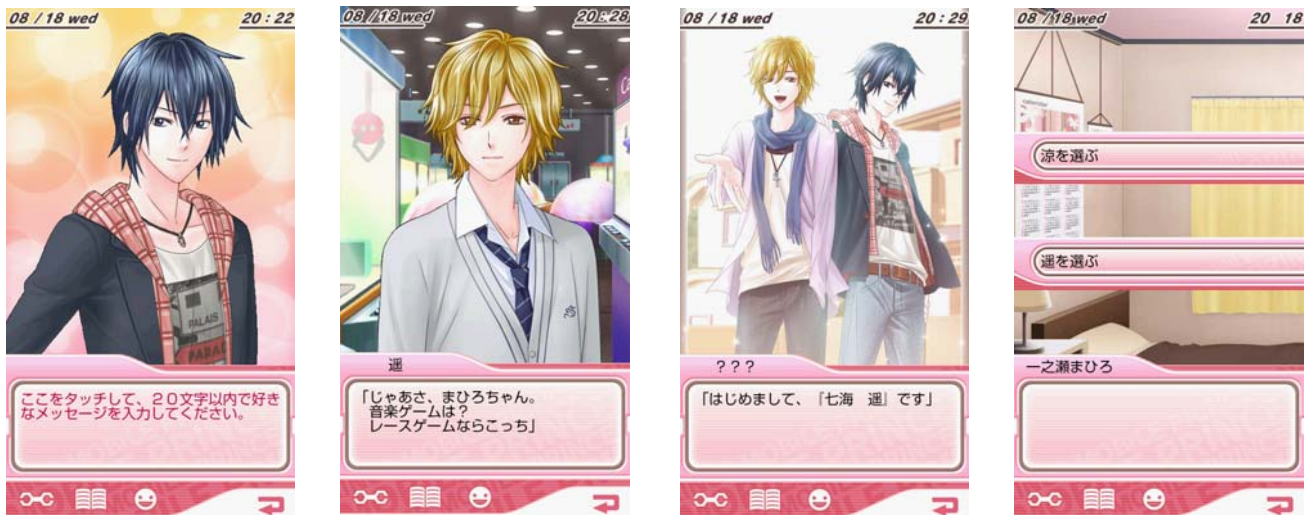 08 / 18 wed
20 : 22
PALAIS
ここをタッチして、20文字以内で好き
なメッセージを入力してください。
08 / 18 wed
20 : 28
遥
「じゃあさ、まひろちゃん。
音楽ゲームは?
レースゲームならこっち」
08 / 18 wed
20 : 29
???
「はじめまして、『七海 遥』です」
08 / 18 wed
20 18
calendar
涼を選ぶ
遥を選ぶ
一之瀬まひろ